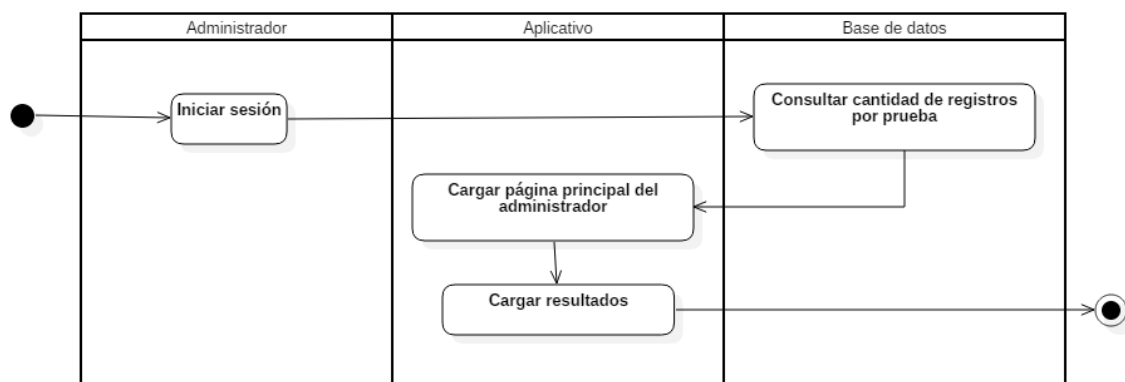 Administrador
Aplicativo
Base de datos
Iniciar sesión
Consultar cantidad de registros
por prueba
Cargar página principal del
administrador
Cargar resultados